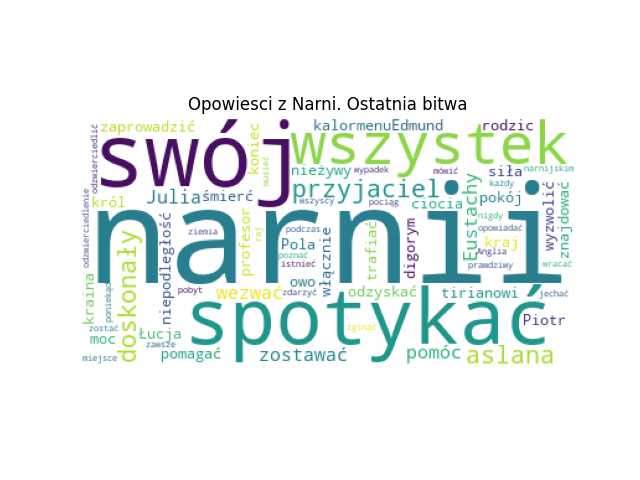 Opowiesci z Narni. Ostatnia bitwa
odzwierciedlić
zaprowadzić
swój
koniec
musieć
kalormenuEdmund
rodzic
wszystek
nieżywy
wypadek
mówić
siła
narnijskim
przyjaciel
każdy
król
Julia
śmierć
wszyscy
pociąg
ciocia
pokój
Eustachy
wyzwolić
znajdować
odzwierciedlenie
narnii
doskonały
niepodległość
ziemia
profesor
raj
Pola
podczas
poznać
istnieć
włącznie
trafiać
digorym
nigdy
opowiadać
kraj
Anglia
prawdziwy
wracać
kraina
poniekąd
pobyt
wezwać
owo
zdarzyć
odzyskać
tirianowi
jechać
spotykać
zostać
moc
Łucja
zawsze
zginąć
Piotr
miejsce
pomagać
zostawać
pomóc
aslana